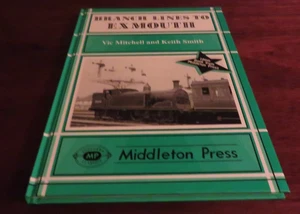 BRANCH LINES TO
EXMOUTH
Vic Mitchell and Keith Smith
MP
Middleton Press